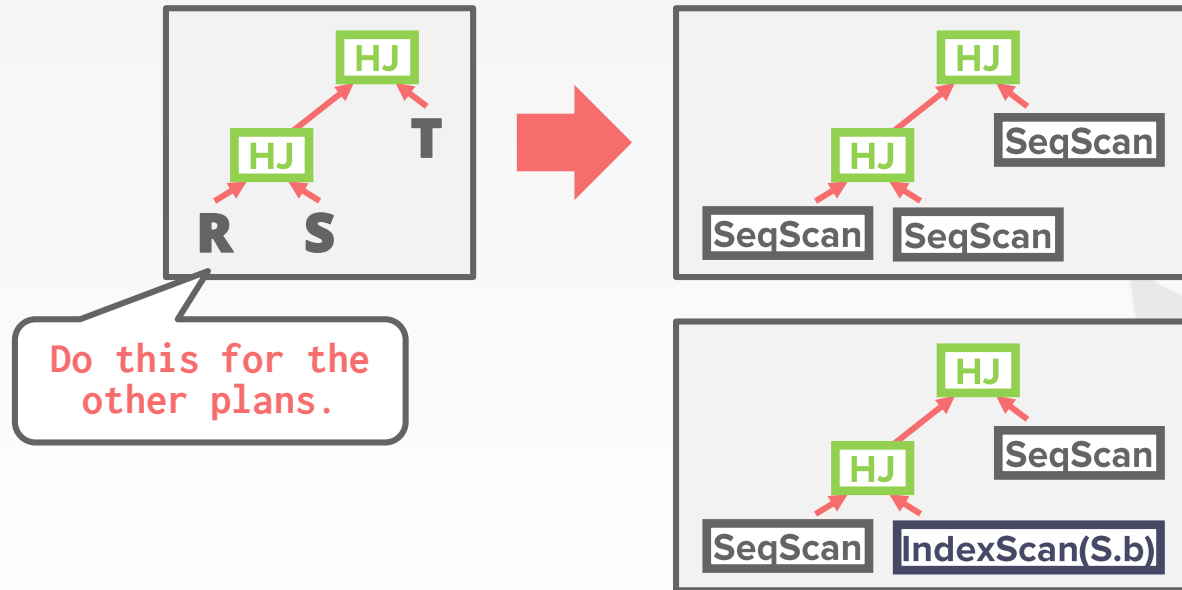 HJ
HJ
T
R S
Do this for the
other plans.
HJ
HJ
SeqScan
SeqScan SeqScan
HJ
HJ
SeqScan
SeqScan IndexScan(S.b)